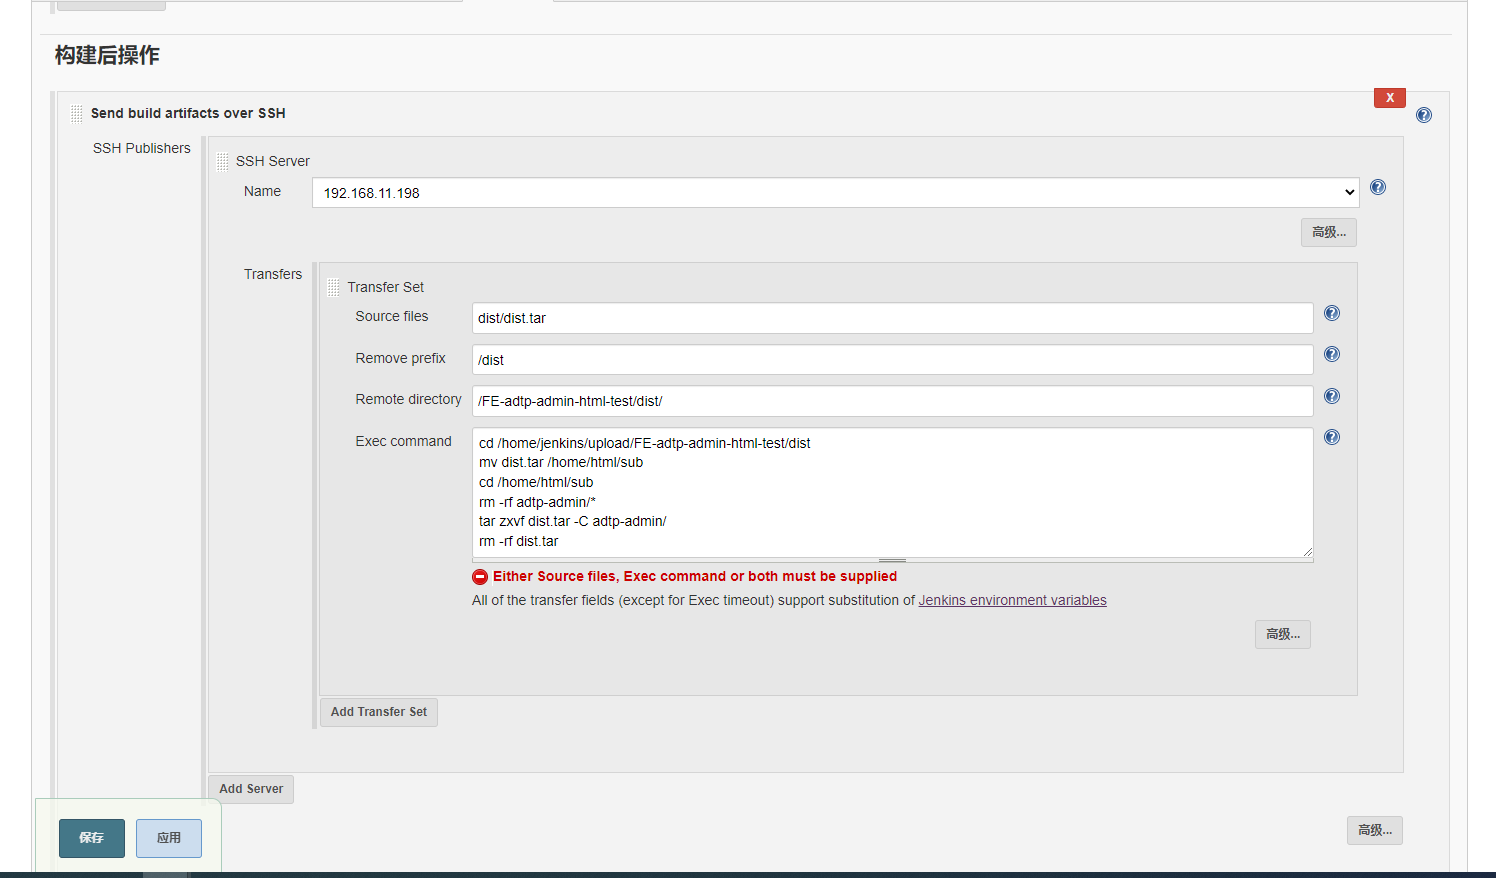 构建后操作
X
Send build artifacts over SSH
?
SSH Publishers
SSH Server
Name
192.168.11.198
?
高级...
Transfers
Transfer Set
Source files
dist/dist.tar
?
Remove prefix
/dist
?
Remote directory
/FE-adtp-admin-html-test/dist/
?
Exec command
cd /home/jenkins/upload/FE-adtp-admin-html-test/dist
mv dist.tar /home/html/sub
cd /home/html/sub
rm -rf adtp-admin/*
tar zxvf dist.tar -C adtp-admin/
rm -rf dist.tar
?
Either Source files, Exec command or both must be supplied
All of the transfer fields (except for Exec timeout) support substitution of Jenkins environment variables
高级...
Add Transfer Set
Add Server
高级...
保存
应用